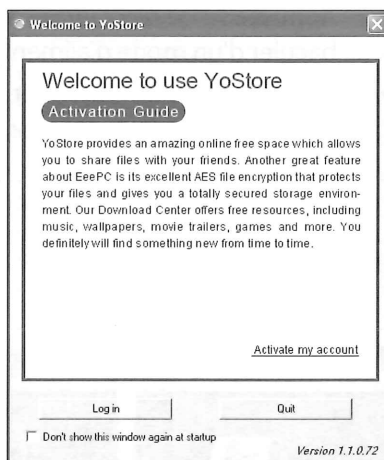 Welcome to YoStore
Welcome to use YoStore
Activation Guide
YoStore provides an amazing online free space which allows
you to share files with your friends. Another great feature
about EeePC is its excellent AES file encryption that protects
your files and gives you a totally secured storage environ-
ment. Our Download Center offers free resources, including
music, wallpapers, movie trailers, games and more. You
definitely will find something new from time to time.
Activate my account
Log in
Quit
Don't show this window again at startup
Version 1.1.0.72